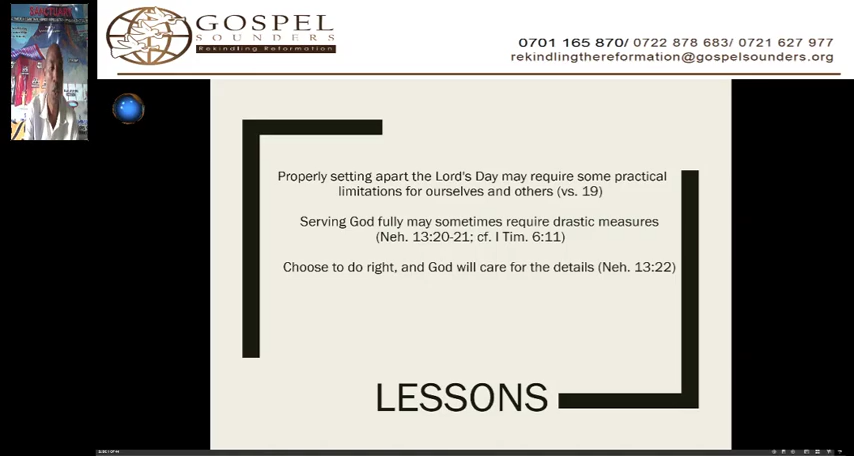 SANCTUARY
GOSPEL
SOUNDERS
Rekindling Reformation
0701 165 870/ 0722 878 683/ 0721 627 977
rekindlingthereformation@gospelsounders.org
Properly setting apart the Lord's Day may require some practical
limitations for ourselves and others (vs. 19)
Serving God fully may sometimes require drastic measures
(Neh. 13:20-21; cf. I Tim. 6:11)
Choose to do right, and God will care for the details (Neh. 13:22)
LESSONS